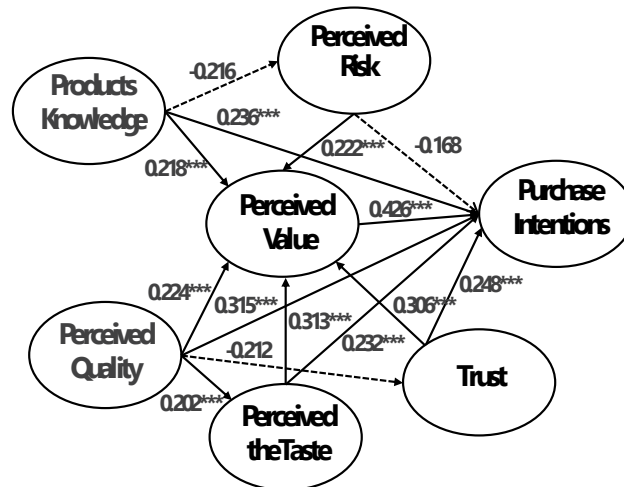 Perceived
Risk
-0.216
Products
Knowledge
0.236***
0.222***
-0.168
0.218***
Perceived
Value
0.426***
Purchase
Intentions
0.224***
0.315***
0.313***
0.306***
0.248***
0.232***
Perceived
Quality
-0.212
Trust
0.202***
Perceived
the Taste